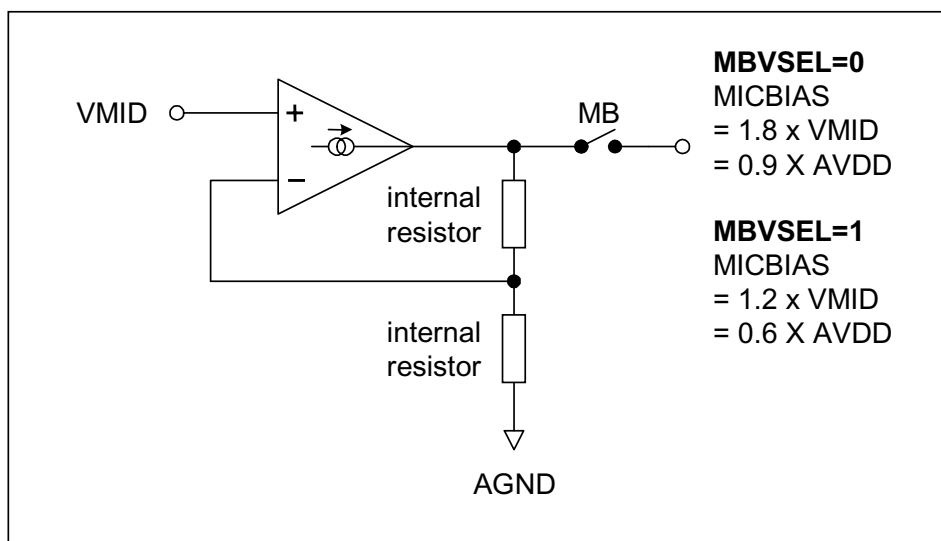 VMID
+
−
MB
internal
resistor
internal
resistor
AGND
MBVSEL=0
MICBIAS
= 1.8 x VMID
= 0.9 X AVDD
MBVSEL=1
MICBIAS
= 1.2 x VMID
= 0.6 X AVDD